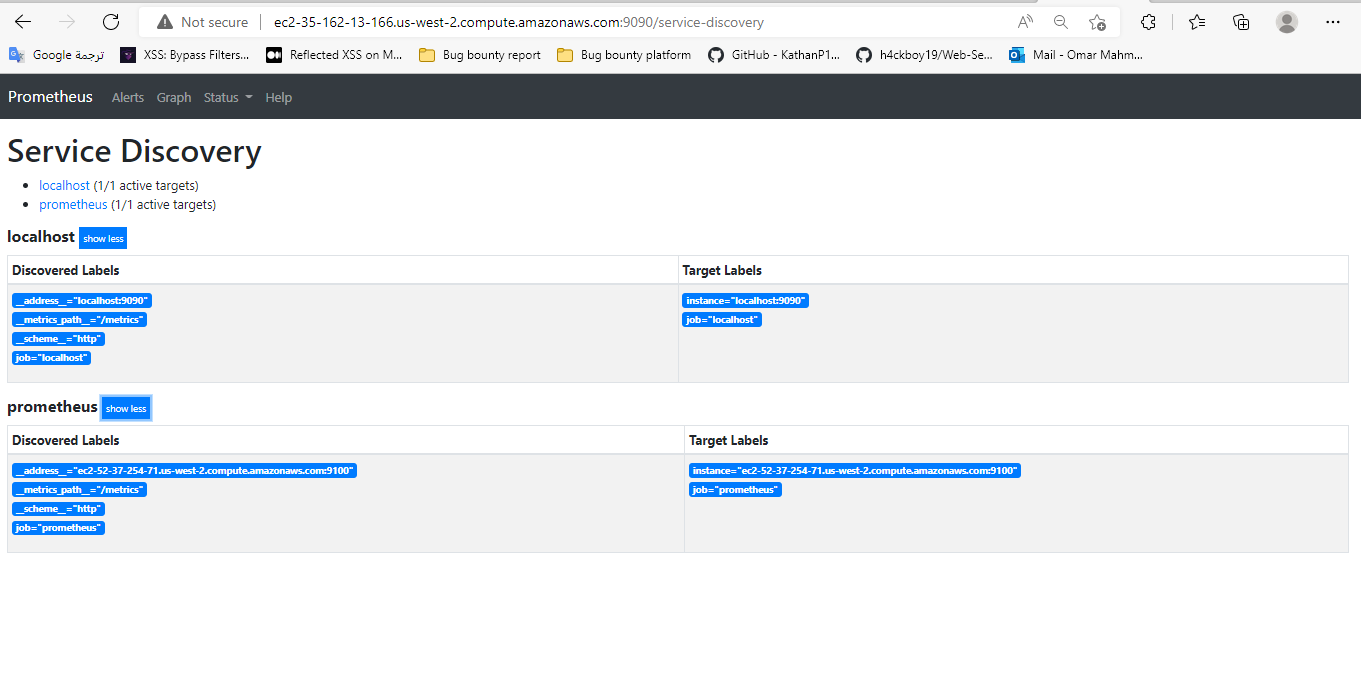 Not secure ec2-35-162-13-166.us-west-2.compute.amazonaws.com:9090/service-discovery
Google ترجمة XSS: Bypass Filters... Reflected XSS on M... Bug bounty report Bug bounty platform GitHub - KathanP1... h4ckboy19/Web-Se... Mail - Omar Mahm...
Prometheus Alerts Graph Status Help
Service Discovery
localhost (1/1 active targets)
prometheus (1/1 active targets)
localhost show less
Discovered Labels Target Labels
__address__="localhost:9090" instance="localhost:9090"
__metrics_path__="/metrics" job="localhost"
__scheme__="http"
job="localhost"
prometheus show less
Discovered Labels Target Labels
__address__="ec2-52-37-254-71.us-west-2.compute.amazonaws.com:9100" instance="ec2-52-37-254-71.us-west-2.compute.amazonaws.com:9100"
__metrics_path__="/metrics" job="prometheus"
__scheme__="http"
job="prometheus"